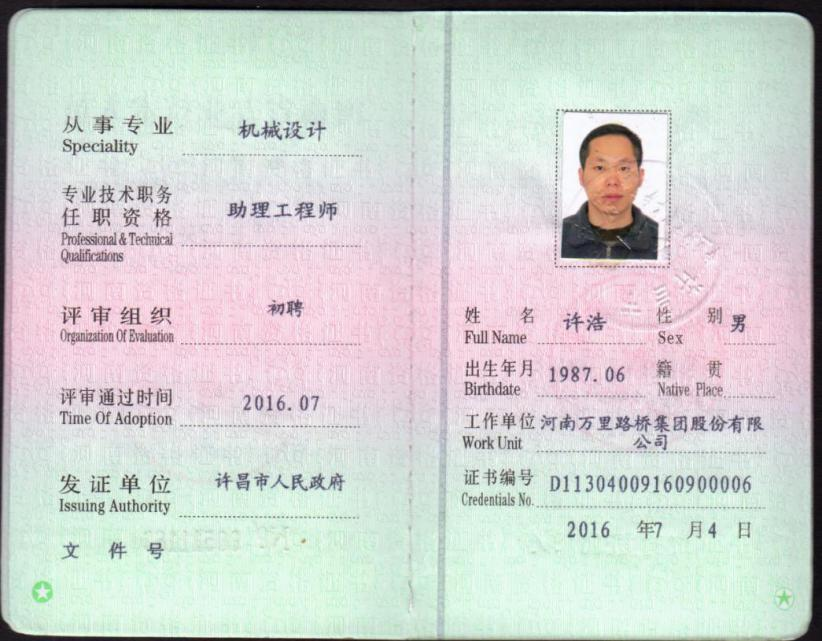 从事专业 机械设计
Speciality
专业技术职务
任职资格 助理工程师
Professional & Technical
Qualifications
评审组织 初聘
Organization Of Evaluation
评审通过时间 2016.07
Time Of Adoption
发证单位 许昌市人民政府
Issuing Authority
文件号
姓名 许浩 性别 男
Full Name Sex
出生年月 1987.06 籍贯
Birthdate Native Place
工作单位 河南万里路桥集团股份有限
Work Unit 公司
证书编号 D11304009160900006
Credentials No.
2016 年7 月4 日